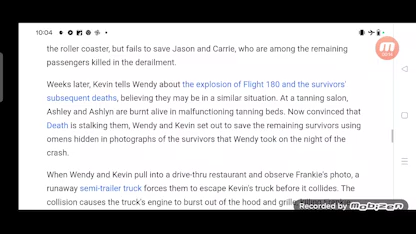 10:04
the roller coaster, but fails to save Jason and Carrie, who are among the remaining
passengers killed in the derailment.
Weeks later, Kevin tells Wendy about the explosion of Flight 180 and the survivors'
subsequent deaths, believing they may be in a similar situation. At a tanning salon,
Ashley and Ashlyn are burnt alive in malfunctioning tanning beds. Now convinced that
Death is stalking them, Wendy and Kevin set out to save the remaining survivors using
omens hidden in photographs of the survivors that Wendy took on the night of the
crash.
When Wendy and Kevin pull into a drive-thru restaurant and observe Frankie's photo, a
runaway semi-trailer truck forces them to escape Kevin's truck before it collides. The
collision causes the truck's engine to burst out of the hood and
Recorded by
MOBIZEN